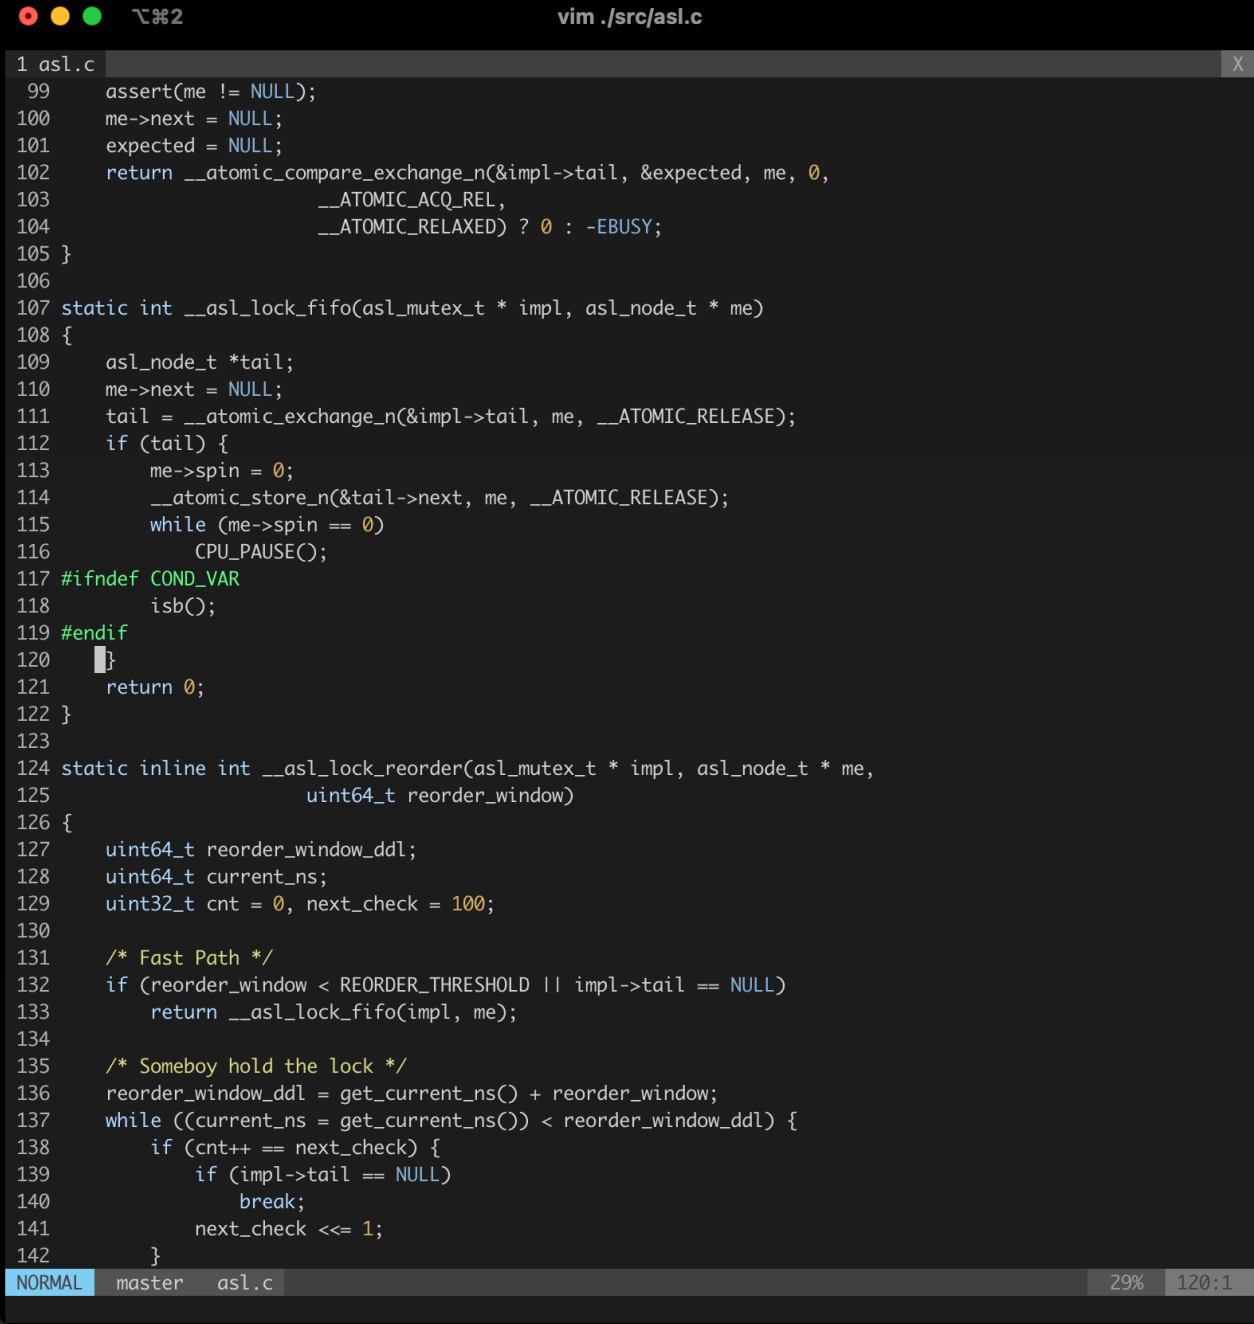 ⌥⌘2 vim ./src/asl.c
1 asl.c X
99     assert(me != NULL);
100     me->next = NULL;
101     expected = NULL;
102     return __atomic_compare_exchange_n(&impl->tail, &expected, me, 0,
103                        __ATOMIC_ACQ_REL,
104                        __ATOMIC_RELAXED) ? 0 : -EBUSY;
105 }
106
107 static int __asl_lock_fifo(asl_mutex_t * impl, asl_node_t * me)
108 {
109     asl_node_t *tail;
110     me->next = NULL;
111     tail = __atomic_exchange_n(&impl->tail, me, __ATOMIC_RELEASE);
112     if (tail) {
113         me->spin = 0;
114         __atomic_store_n(&tail->next, me, __ATOMIC_RELEASE);
115         while (me->spin == 0)
116             CPU_PAUSE();
117 #ifndef COND_VAR
118         isb();
119 #endif
120     }
121     return 0;
122 }
123
124 static inline int __asl_lock_reorder(asl_mutex_t * impl, asl_node_t * me,
125                       uint64_t reorder_window)
126 {
127     uint64_t reorder_window_ddl;
128     uint64_t current_ns;
129     uint32_t cnt = 0, next_check = 100;
130
131     /* Fast Path */
132     if (reorder_window < REORDER_THRESHOLD || impl->tail == NULL)
133         return __asl_lock_fifo(impl, me);
134
135     /* Someboy hold the lock */
136     reorder_window_ddl = get_current_ns() + reorder_window;
137     while ((current_ns = get_current_ns()) < reorder_window_ddl) {
138         if (cnt++ == next_check) {
139             if (impl->tail == NULL)
140                 break;
141             next_check <<= 1;
142         }
NORMAL master asl.c 29% 120:1